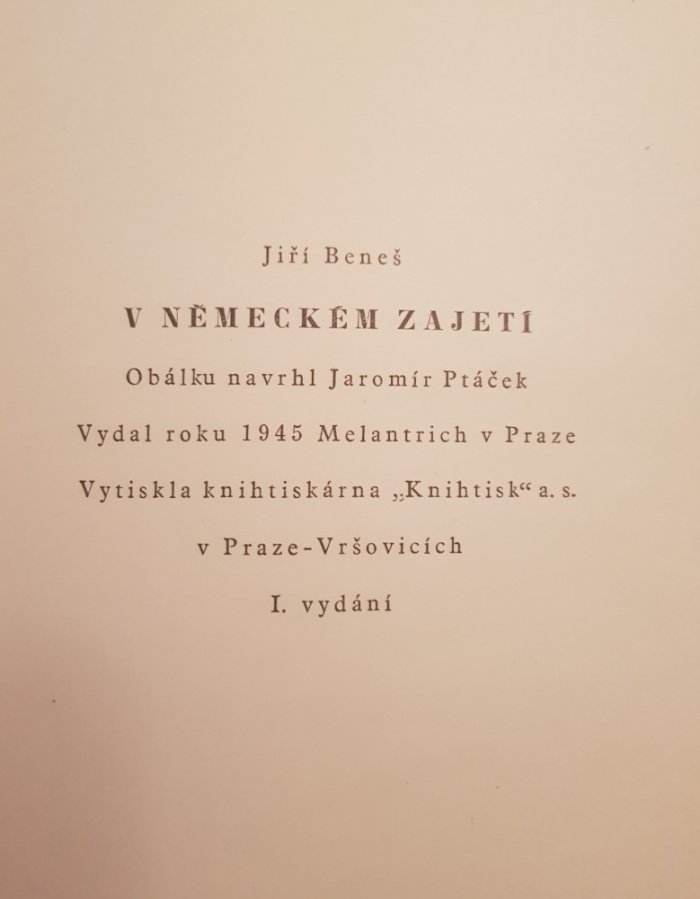 Jiří Beneš
V NĚMECKÉM ZAJETÍ
Obálku navrhl Jaromír Ptáček
Vydal roku 1945 Melantrich v Praze
Vytiskla knihtiskárna „Knihtisk“ a. s.
v Praze-Vršovicích
I. vydání